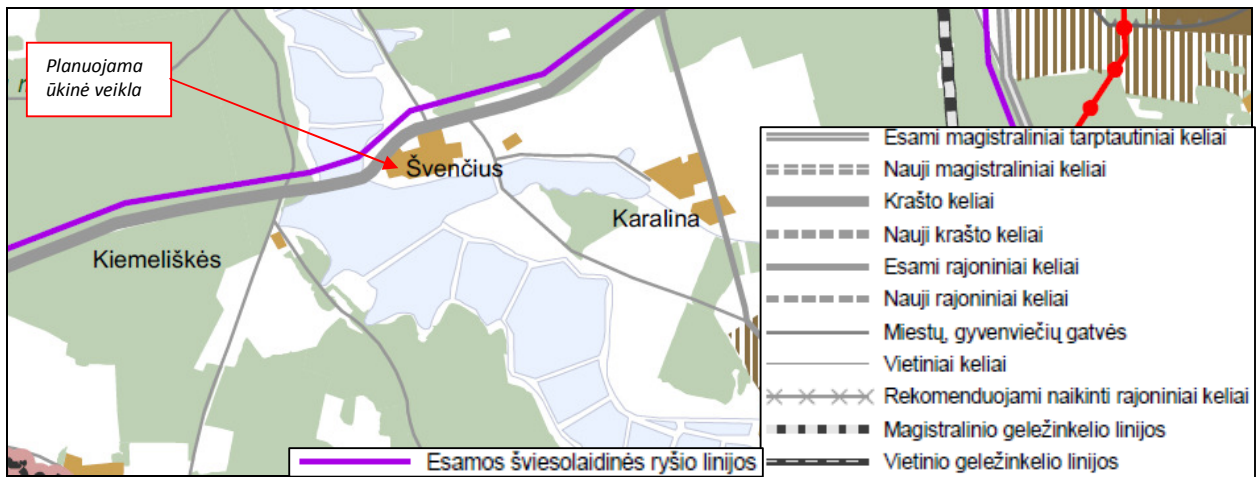 Planuojama
ūkinė veikla
Švenčius
Karalina
Kiemeliškės
Esami magistraliniai tarptautiniai keliai
Nauji magistraliniai keliai
Krašto keliai
Nauji krašto keliai
Esami rajoniniai keliai
Nauji rajoniniai keliai
Miestų, gyvenviečių gatvės
Vietiniai keliai
Rekomenduojami naikinti rajoniniai keliai
Magistralinio geležinkelio linijos
Vietinio geležinkelio linijos
Esamos šviesolaidinės ryšio linijos